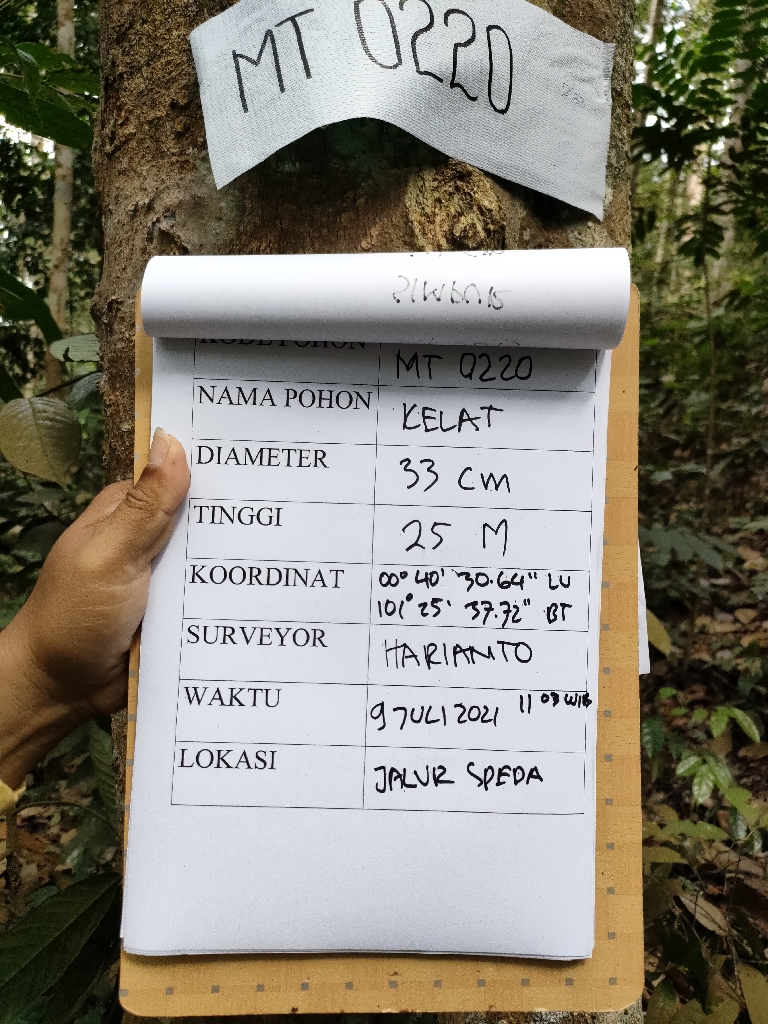 MT 0220
KODE POHON MT 0220
NAMA POHON KELAT
DIAMETER 33 cm
TINGGI 25 M
KOORDINAT 00° 40' 30.64" LU
101° 25' 37.72" BT
SURVEYOR HARIANTO
WAKTU 9 JULI 2021 11 03 WIB
LOKASI JALUR SPEDA